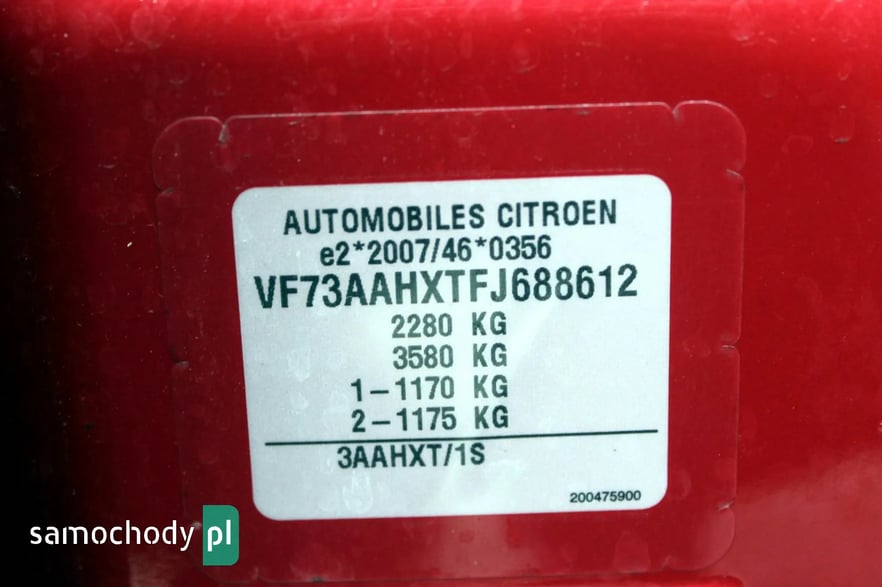 AUTOMOBILES CITROEN
e2*2007/46*0356
VF73AAHXTFJ688612
2280 KG
3580 KG
1-1170 KG
2-1175 KG
3AAHXT/1S
200475900
samochody pl